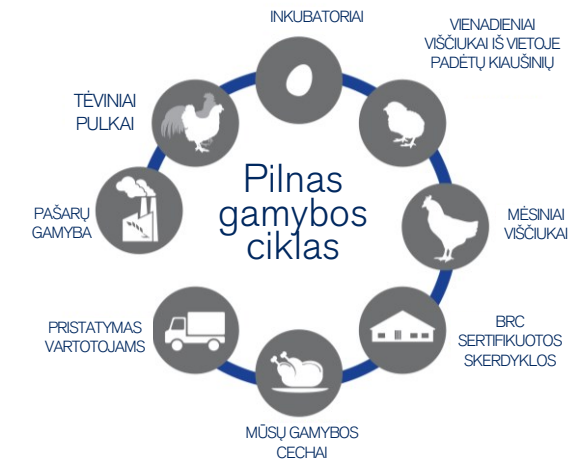 INKUBATORIAI
VIENADIENIAI
VIŠČIUKAI IŠ VIETOJE
PADĖTŲ KIAUŠINIŲ
TĖVINIAI
PULKAI
Pilnas
gamybos
ciklas
PAŠARŲ
GAMYBA
MĖSINIAI
VIŠČIUKAI
PRISTATYMAS
VARTOTOJAMS
BRC
SERTIFIKUOTOS
SKERDYKLOS
MŪSŲ GAMYBOS
CECHAI